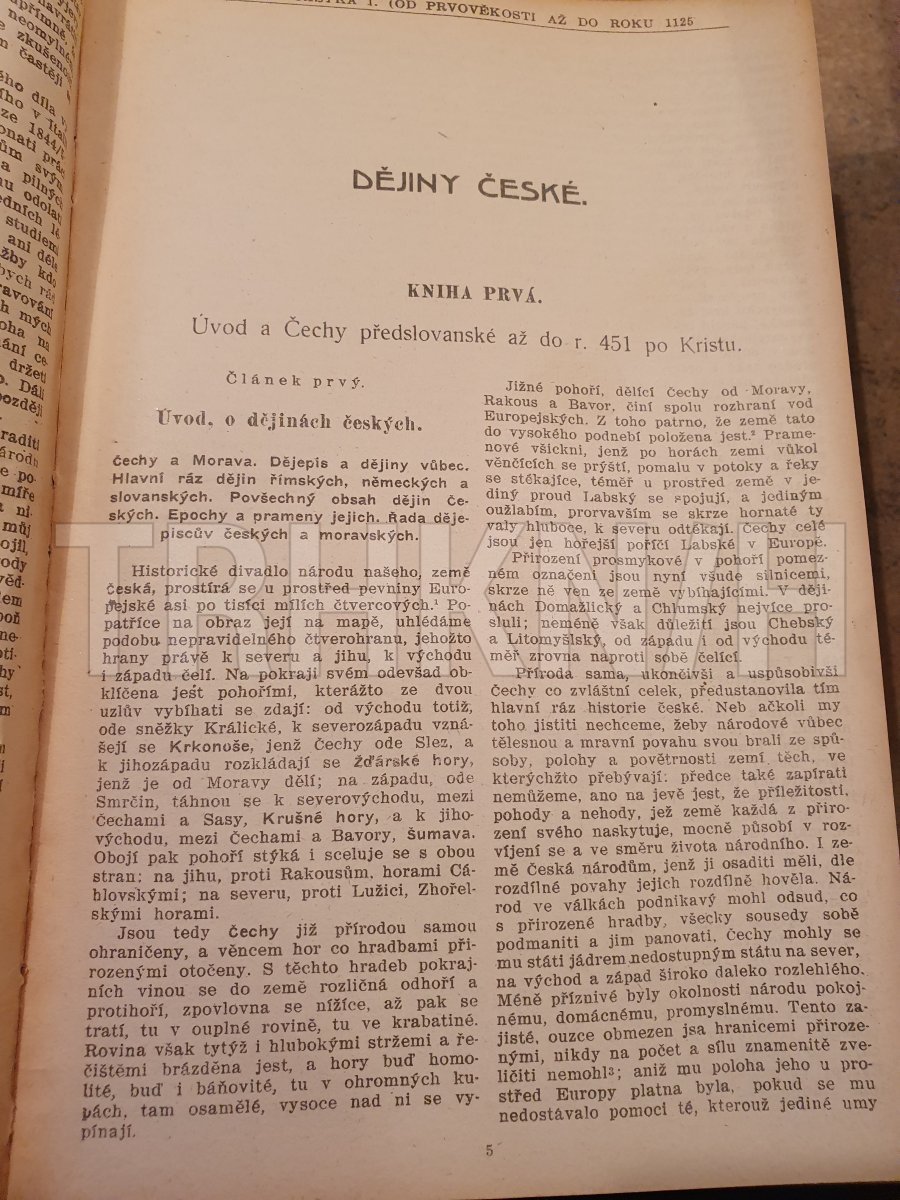 I. (OD PRVOVĚKOSTI AŽ DO ROKU 1125
DĚJINY ČESKÉ.
KNIHA PRVÁ.
Úvod a Čechy předslovanské až do r. 451 po Kristu.
Článek prvý.
Úvod, o dějinách českých.
Čechy a Morava. Dějepis a dějiny vůbec.
Hlavní ráz dějin římských, německých a
slovanských. Povšechný obsah dějin če-
ských. Epochy a prameny jejich. Řada děje-
piscův českých a moravských.
Historické divadlo národu našeho, země
česká, prostírá se u prostřed pevniny Euro-
pejské asi po tisíci mílích čtvercových.¹ Po-
patříce na obraz její na mapě, uhlédáme
podobu nepravidelného čtverohranu, jehožto
hrany právě k severu a jihu, k východu
i západu čelí. Na pokraji svém odevšad ob-
klíčena jest pohořími, kterážto ze dvou
uzlův vybíhati se zdají: od východu totiž,
ode sněžky Králické, k severozápadu vzná-
šejí se Krkonoše, jenž Čechy ode Slez, a
k jihozápadu rozkládají se Žďárské hory,
jenž je od Moravy dělí; na západu, ode
Smrčin, táhnou se k severovýchodu, mezi
Čechami a Sasy, Krušné hory, a k jiho-
východu, mezi Čechami a Bavory, šumava.
Obojí pak pohoří stýká i sceluje se s obou
stran: na jihu, proti Rakousům, horami Cá-
hlovskými; na severu, proti Lužici, Zhořel-
skými horami.
Jsou tedy Čechy již přírodou samou
ohraničeny, a věncem hor co hradbami při-
rozenými otočeny. S těchto hradeb pokraj-
ních vinou se do země rozličná odhoří a
protihoří, zpovlovna se nížíce, až pak se
tratí, tu v ouplné rovině, tu ve krabatině.
Rovina však tytýž i hlubokými stržemi a ře-
čištěmi brázděna jest, a hory buď homo-
lité, buď i báňovité, tu v ohromných ku-
pách, tam osamělé, vysoce nad ni se vy-
pínají.
Jižné pohoří, dělící Čechy od Moravy,
Rakous a Bavor, činí spolu rozhraní vod
Europejských. Z toho patrno, že země tato
do vysokého podnebí položena jest.² Prame-
nové všickni, jenž po horách zemi vůkol
věnčících se prýští, pomalu v potoky a řeky
se stékajíce, téměř u prostřed země v je-
diný proud Labský se spojují, a jediným
oužlabím, prorvavším se skrze hornaté ty
valy hluboce, k severu odtékají. Čechy celé
jsou jen hořejší poříčí Labské v Europě.
Přirození prosmykové v pohoří pomez-
ném označeni jsou nyní všude silnicemi,
skrze ně ven ze země vybíhajícími. V ději-
nách Domažlický a Chlumský nejvíce pro-
sluli; neméně však důležití jsou Chebský
a Litomyšlský, od západu i od východu té-
měř zrovna naproti sobě čelící.
Příroda sama, ukončivši a uspůsobivši
Čechy co zvláštní celek, předustanovila tím
hlavní ráz historie české. Neb ačkoli my
toho jistiti nechceme, žeby národové vůbec
tělesnou a mravní povahu svou brali ze spů-
soby, polohy a povětrnosti zemí těch, ve
kterýchžto přebývají: předce také zapírati
nemůžeme, ano na jevě jest, že příležitosti,
pohody a nehody, jež země každá z přiro-
zení svého naskytuje, mocně působí v roz-
víjení se a ve směru života národního. I ze-
mě česká národům, jenž ji osaditi měli, dle
rozdílné povahy jejich rozdílně hověla. Ná-
rod ve válkách podnikavý mohl odsud, co
s přirozené hradby, všecky sousedy sobě
podmaniti a jim panovati, Čechy mohly se
mu státi jádrem nedostupným státu na sever,
na východ a západ široko daleko rozlehlého.
Méně příznivé byly okolnosti národu pokoj-
nému, domácnému, promyslnému. Tento za-
jisté, ouzce obmezen jsa hranicemi přiroze-
nými, nikdy na počet a sílu znamenitě zve-
ličiti nemohl³; aniž mu poloha jeho u pro-
střed Europy platna byla, pokud se mu
nedostávalo pomoci té, kterouž jediné umy
5
TRHKNIH